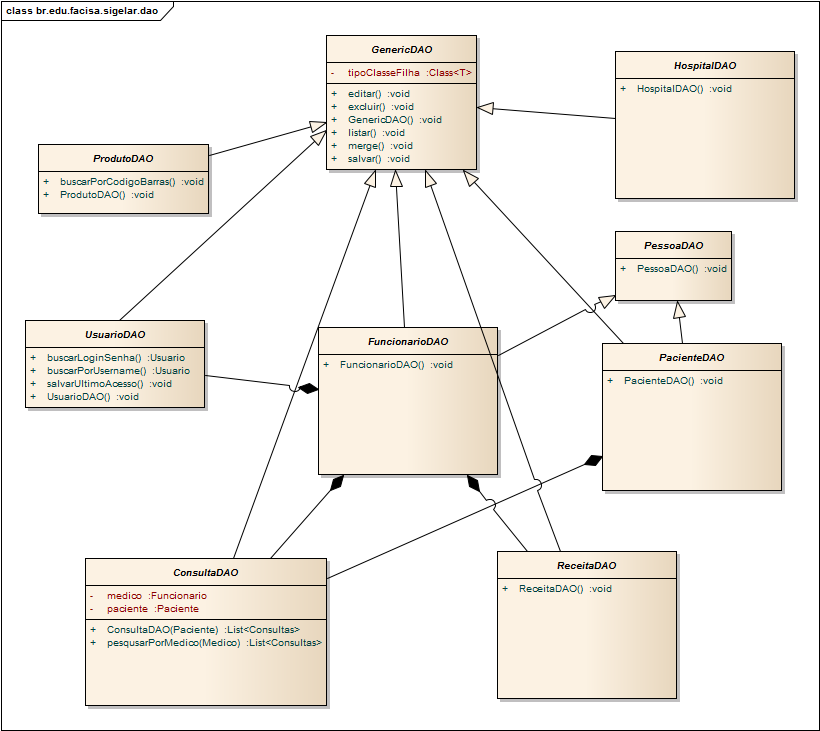 class br.edu.facisa.sigelar.dao
GenericDAO
- tipoClasseFilha :Class<T>
+ editar() :void
+ excluir() :void
+ GenericDAO() :void
+ listar() :void
+ merge() :void
+ salvar() :void
HospitalDAO
+ HospitalDAO() :void
ProdutoDAO
+ buscarPorCodigoBarras() :void
+ ProdutoDAO() :void
PessoaDAO
+ PessoaDAO() :void
UsuarioDAO
+ buscarLoginSenha() :Usuario
+ buscarPorUsername() :Usuario
+ salvarUltimoAcesso() :void
+ UsuarioDAO() :void
FuncionarioDAO
+ FuncionarioDAO() :void
PacienteDAO
+ PacienteDAO() :void
ConsultaDAO
- medico :Funcionario
- paciente :Paciente
+ ConsultaDAO(Paciente) :List<Consultas>
+ pesqusarPorMedico(Medico) :List<Consultas>
ReceitaDAO
+ ReceitaDAO() :void